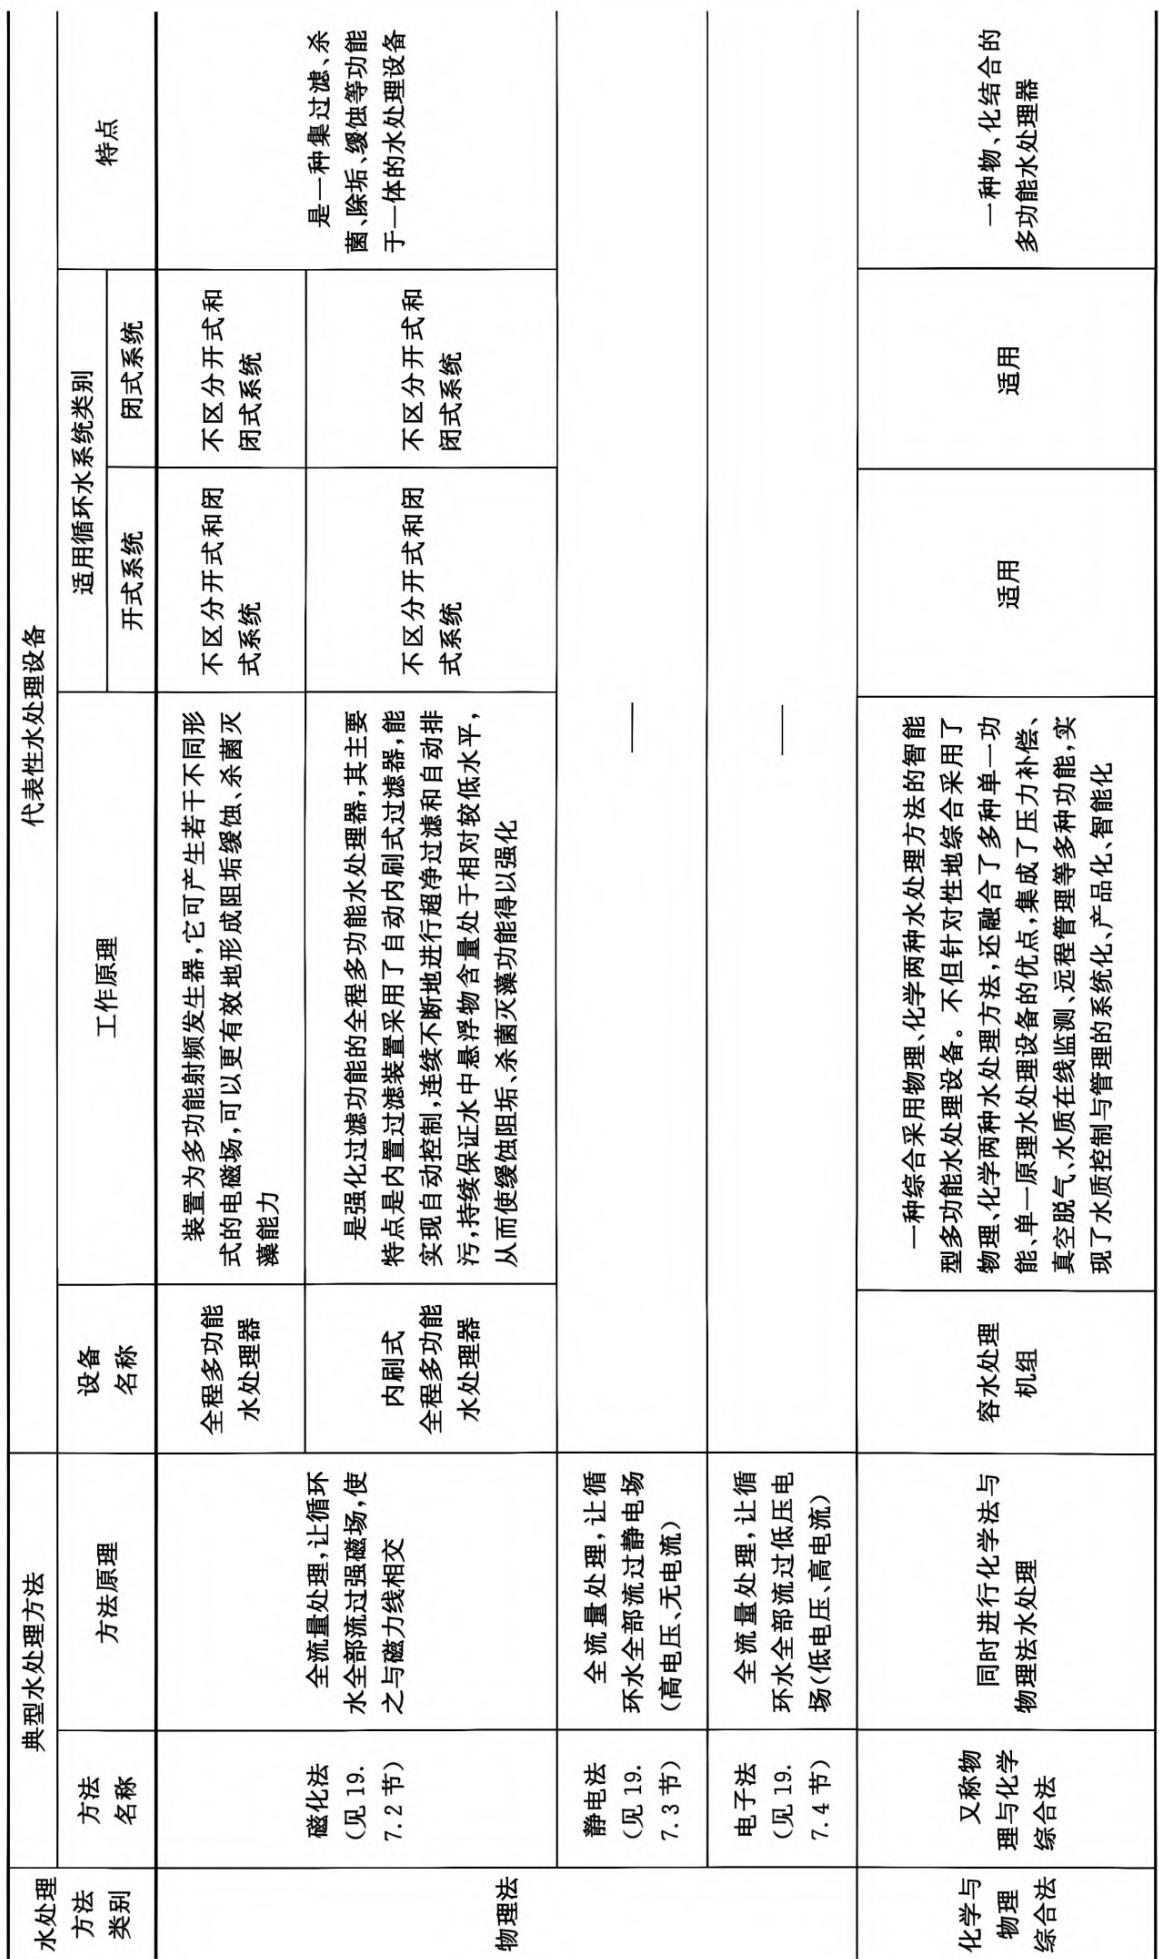 水处理
方法
类别
典型水处理方法
代表性水处理设备
方法
名称
方法原理
设备
名称
工作原理
适用循环水系统类别
特点
开式系统
闭式系统
物理法
磁化法
(见 19.
7.2 节)
全流量处理,让循环
水全部流过强磁场,使
之与磁力线相交
全程多功能
水处理器
装置为多功能射频发生器,它可产生若干不同形
式的电磁场,可以更有效地形成阻垢缓蚀、杀菌灭
藻能力
不区分开式和闭
式系统
不区分开式和
闭式系统
是一种集过滤、杀
菌、除垢、缓蚀等功能
于一体的水处理设备
内刷式
全程多功能
水处理器
是强化过滤功能的全程多功能水处理器,其主要
特点是内置过滤装置采用了自动内刷式过滤器,能
实现自动控制,连续不断地进行超净过滤和自动排
污,持续保证水中悬浮物含量处于相对较低水平,
从而使缓蚀阻垢、杀菌灭藻功能得以强化
不区分开式和闭
式系统
不区分开式和
闭式系统
静电法
(见 19.
7.3 节)
全流量处理,让循
环水全部流过静电场
(高电压、无电流)
—
电子法
(见 19.
7.4 节)
全流量处理,让循
环水全部流过低压电
场(低电压、高电流)
—
化学与
物理
综合法
又称物
理与化学
综合法
同时进行化学法与
物理法水处理
容水处理
机组
一种综合采用物理、化学两种水处理方法的智能
型多功能水处理设备。不但针对性地综合采用了
物理、化学两种水处理方法,还融合了多种单一功
能、单一原理水处理设备的优点,集成了压力补偿、
真空脱气、水质在线监测、远程管理等多种功能,实
现了水质控制与管理的系统化、产品化、智能化
适用
适用
一种物、化结合的
多功能水处理器